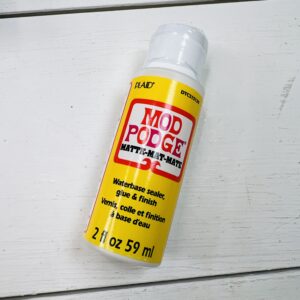 PLAID
MOD
PODGE
MATTE-MAT-MATE
Waterbase sealer,
glue & finish
Vernis, colle et finition
à base d'eau
2 fl oz 59 ml